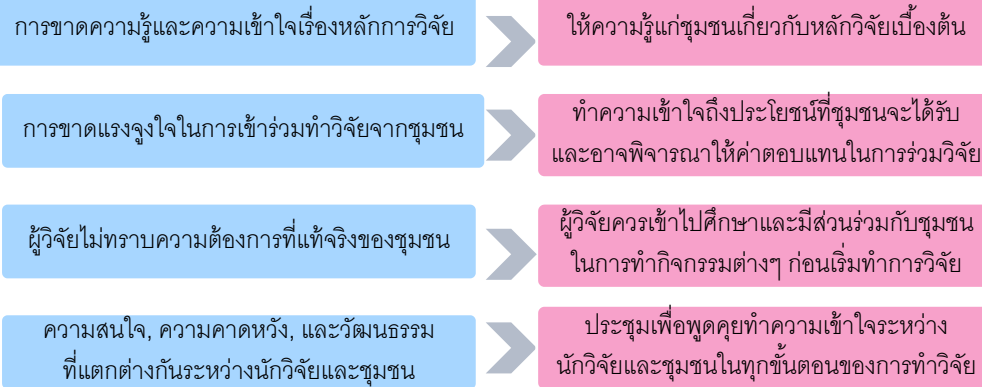 การขาดความรู้และความเข้าใจเรื่องหลักการวิจัย
ให้ความรู้แก่ชุมชนเกี่ยวกับหลักวิจัยเบื้องต้น
การขาดแรงจูงใจในการเข้าร่วมทำวิจัยจากชุมชน
ทำความเข้าใจถึงประโยชน์ที่ชุมชนจะได้รับ
และอาจพิจารณาให้ค่าตอบแทนในการร่วมวิจัย
ผู้วิจัยไม่ทราบความต้องการที่แท้จริงของชุมชน
ผู้วิจัยควรเข้าไปศึกษาและมีส่วนร่วมกับชุมชน
ในการทำกิจกรรมต่างๆ ก่อนเริ่มทำการวิจัย
ความสนใจ, ความคาดหวัง, และวัฒนธรรม
ที่แตกต่างกันระหว่างนักวิจัยและชุมชน
ประชุมเพื่อพูดคุยทำความเข้าใจระหว่าง
นักวิจัยและชุมชนในทุกขั้นตอนของการทำวิจัย